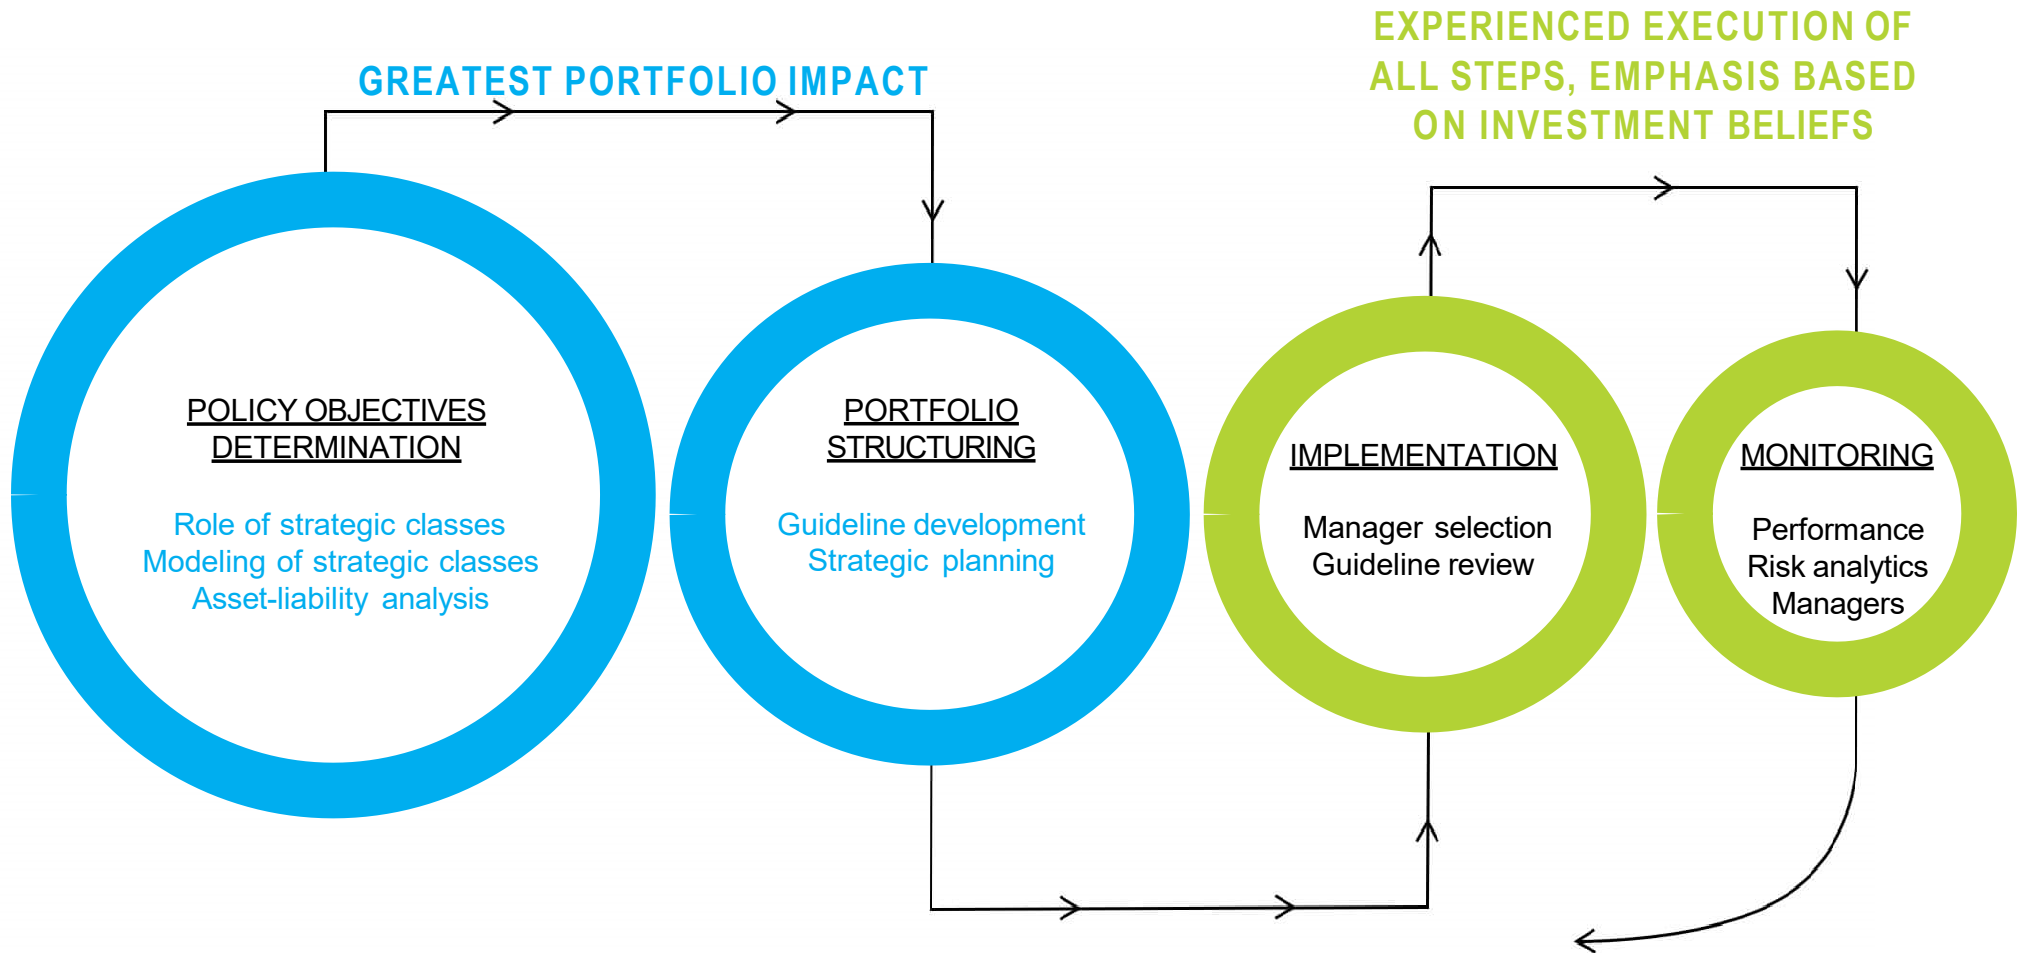 GREATEST PORTFOLIO IMPACT
EXPERIENCED EXECUTION OF
ALL STEPS, EMPHASIS BASED
ON INVESTMENT BELIEFS
POLICY OBJECTIVES
DETERMINATION
Role of strategic classes
Modeling of strategic classes
Asset-liability analysis
PORTFOLIO
STRUCTURING
Guideline development
Strategic planning
IMPLEMENTATION
Manager selection
Guideline review
MONITORING
Performance
Risk analytics
Managers